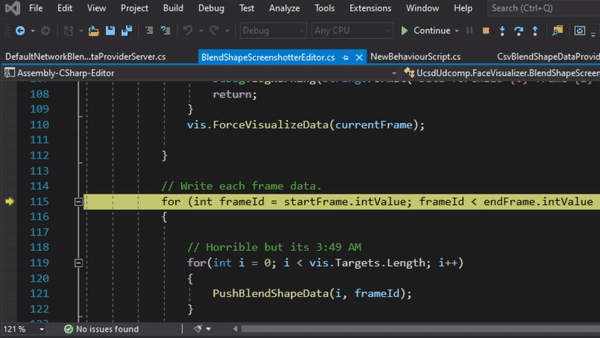 File Edit View Project Build Debug Test Analyze Tools Extensions Window Help Search (Ctrl+Q)
Debug Any CPU Continue
DefaultNetworkBlen...taProviderServer.cs BlendShapeScreenshotterEditor.cs NewBehaviourScript.cs CsvBlendShapeDataProvid
Assembly-CSharp-Editor UcsdUdcomp.FaceVisualizer.BlendShapeScreen
108 return;
109 }
110 vis.ForceVisualizeData(currentFrame);
111
112 }
113
114 // Write each frame data.
115 for (int frameId = startFrame.intValue; frameId < endFrame.intValue
116 {
117
118 // Horrible but its 3:49 AM
119 for(int i = 0; i < vis.Targets.Length; i++)
120 {
121 PushBlendShapeData(i, frameId);
122 }
121 % No issues found